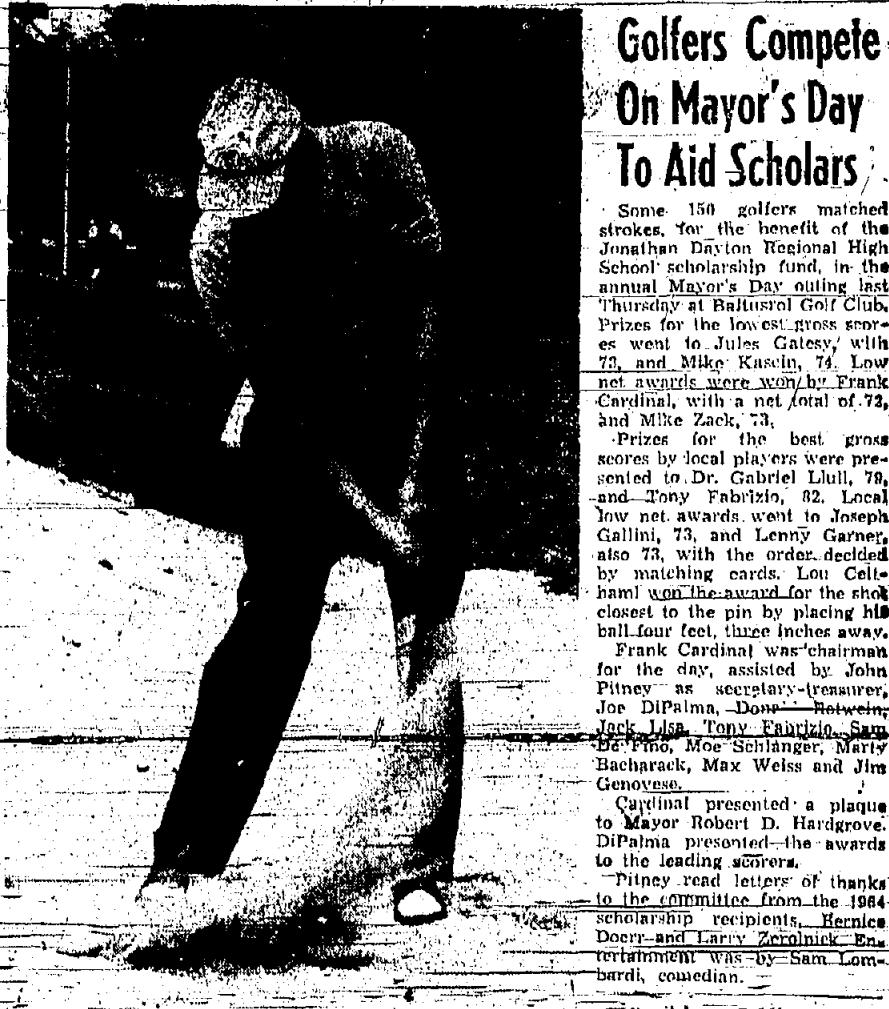 Golfers Compete
On Mayor's Day
To Aid Scholars
Some 150 golfers matched
strokes, for the benefit of the
Jonathan Dayton Regional High
School scholarship fund, in the
annual Mayor's Day outing last
Thursday at Baltusrol Golf Club.
Prizes for the lowest gross scor-
es went to Jules Gatesy, with
73, and Mike Kascin, 74. Low
net awards were won by Frank
Cardinal, with a net total of 72,
and Mike Zack, 73.
Prizes for the best gross
scores by local players were pre-
sented to Dr. Gabriel Llull, 79,
and Tony Fabrizio, 82. Local
low net awards went to Joseph
Gallini, 73, and Lenny Garner,
also 73, with the order decided
by matching cards. Lou Celt-
haml won the award for the shot
closest to the pin by placing his
ball four feet, three inches away.
Frank Cardinal was chairman
for the day, assisted by John
Pitney as secretary-treasurer,
Joe DiPalma, Rotwein,
Jack Lisa, Tony Fabrizio, Sam
De Fino, Moe Schlanger, Marty
Bacharack, Max Weiss and Jim
Genovese.
Cardinal presented a plaque
to Mayor Robert D. Hardgrove.
DiPalma presented the awards
to the leading scorers.
Pitney read letters of thanks
to the committee from the 1964
scholarship recipients, Bernice
Doerr and Larry Zerolnick. En-
tertainment was by Sam Lom-
bardi, comedian.